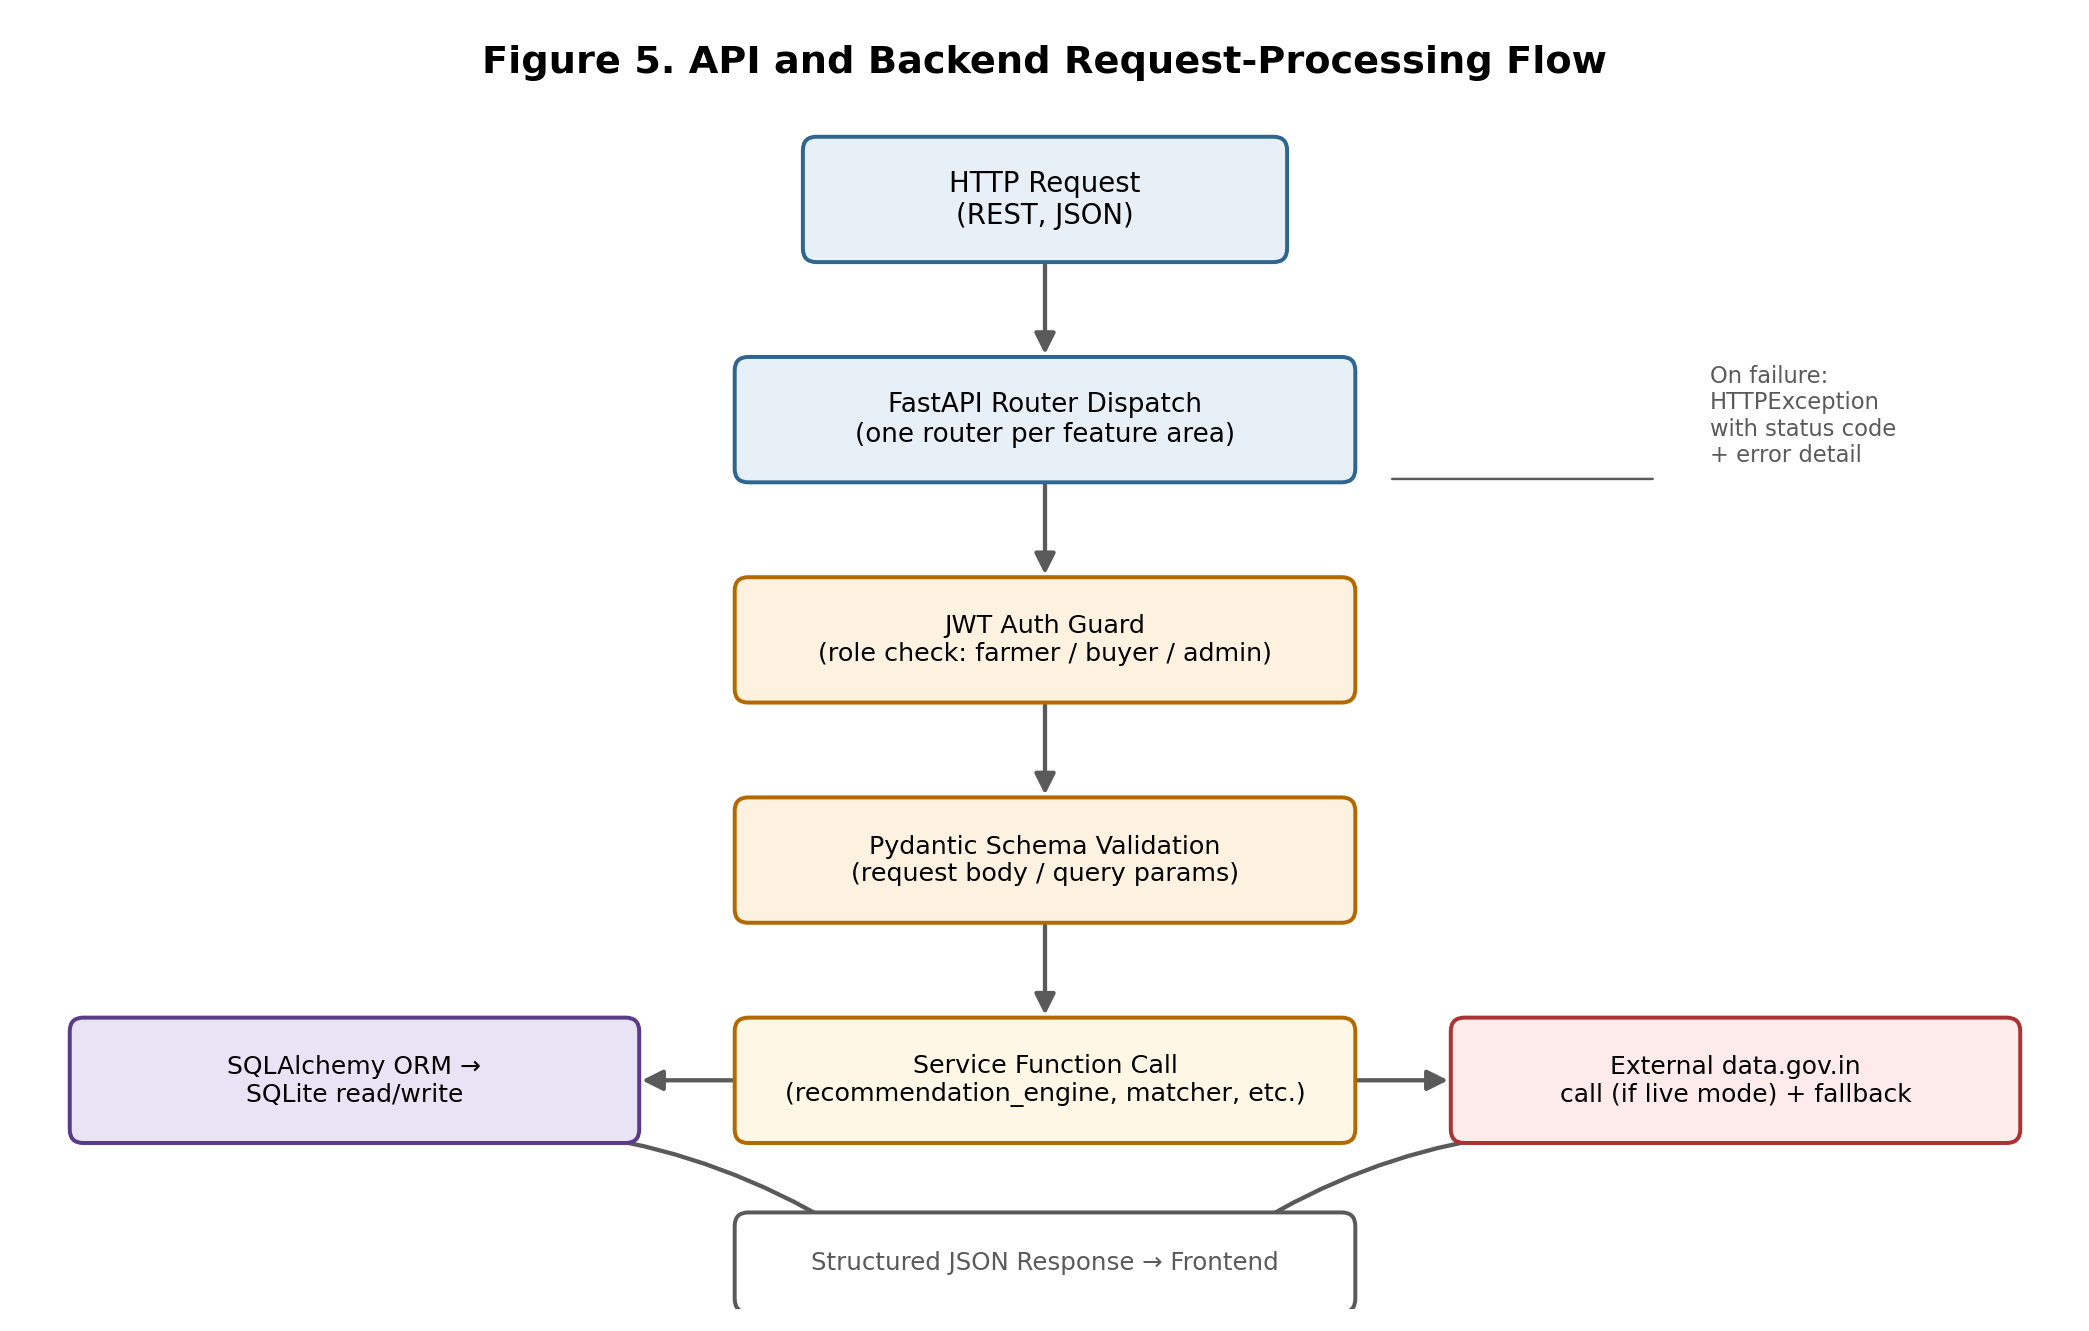 Figure 5. API and Backend Request-Processing Flow
HTTP Request
(REST, JSON)
FastAPI Router Dispatch
(one router per feature area)
On failure:
HTTPException
with status code
+ error detail
JWT Auth Guard
(role check: farmer / buyer / admin)
Pydantic Schema Validation
(request body / query params)
SQLAlchemy ORM →
SQLite read/write
Service Function Call
(recommendation_engine, matcher, etc.)
External data.gov.in
call (if live mode) + fallback
Structured JSON Response → Frontend